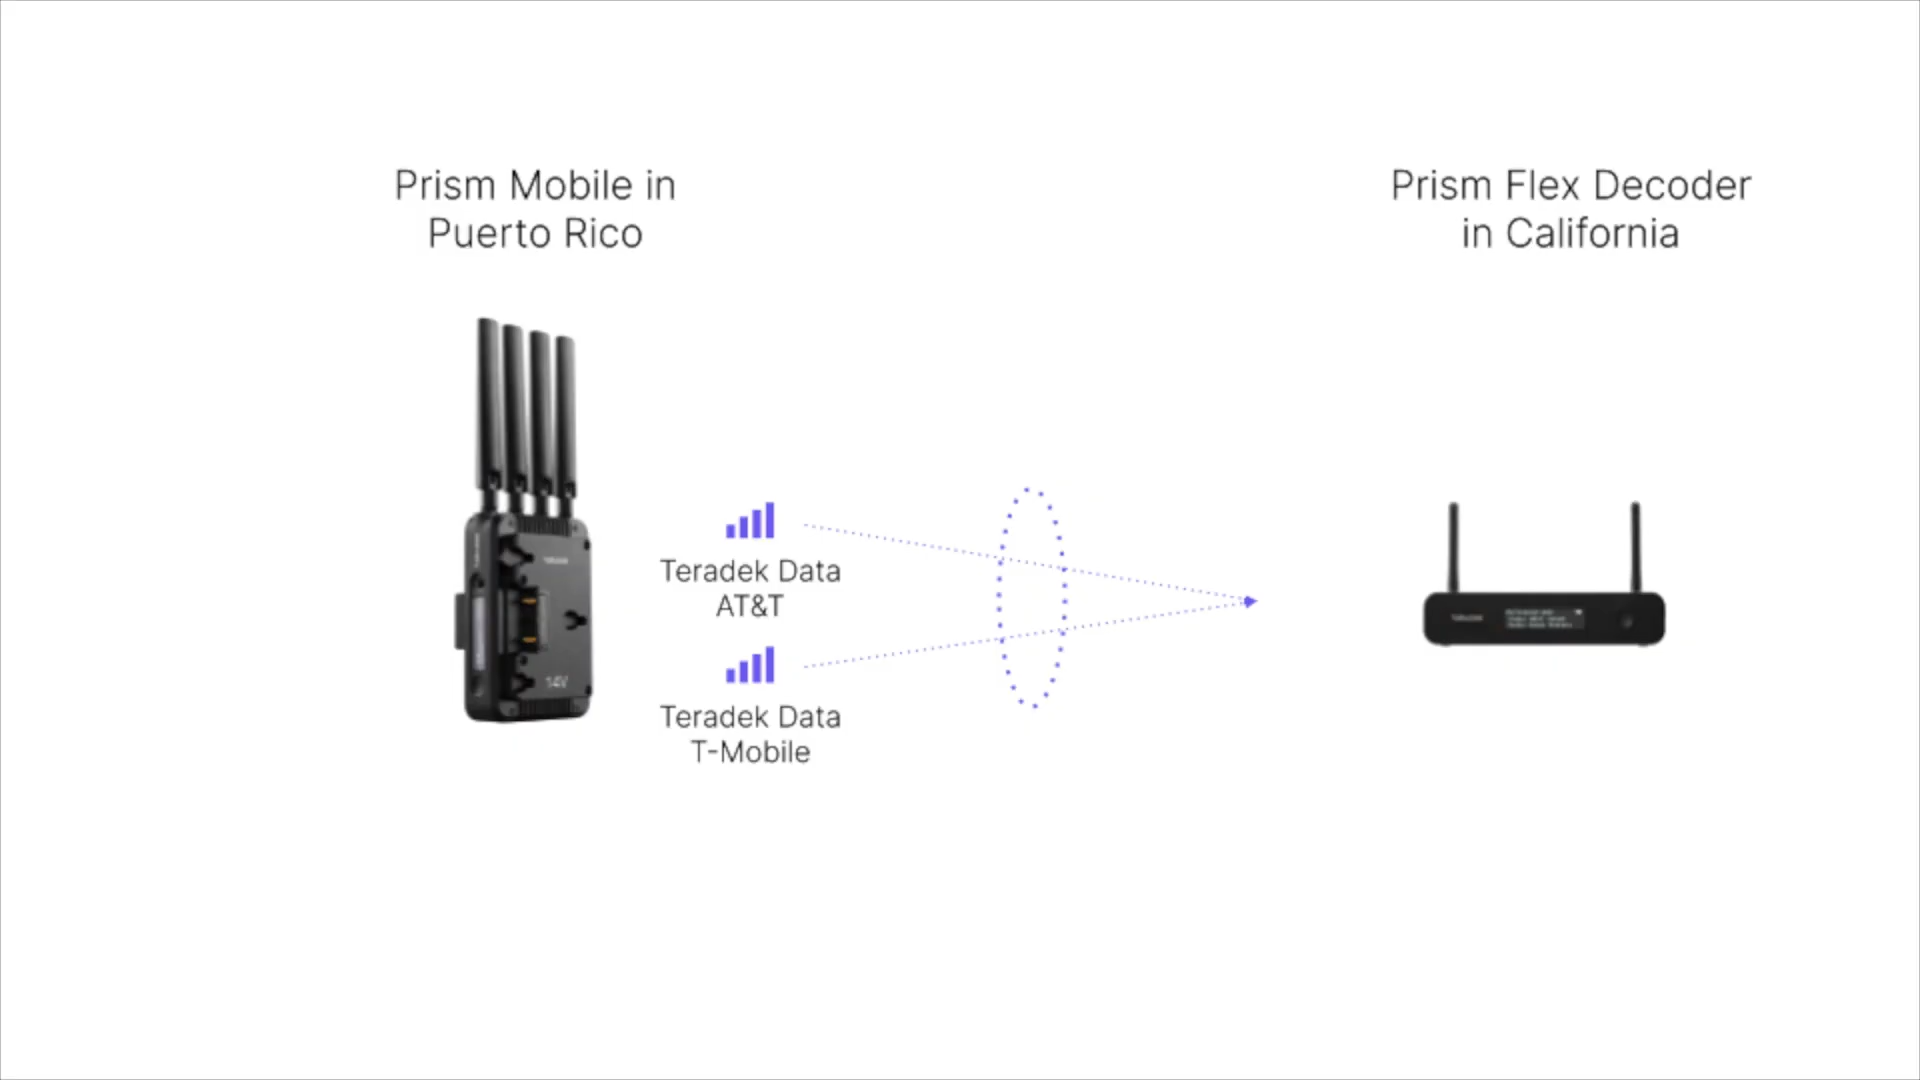 Prism Mobile in
Puerto Rico
Prism Flex Decoder
in California
Teradek Data
AT&T
Teradek Data
T-Mobile
14V